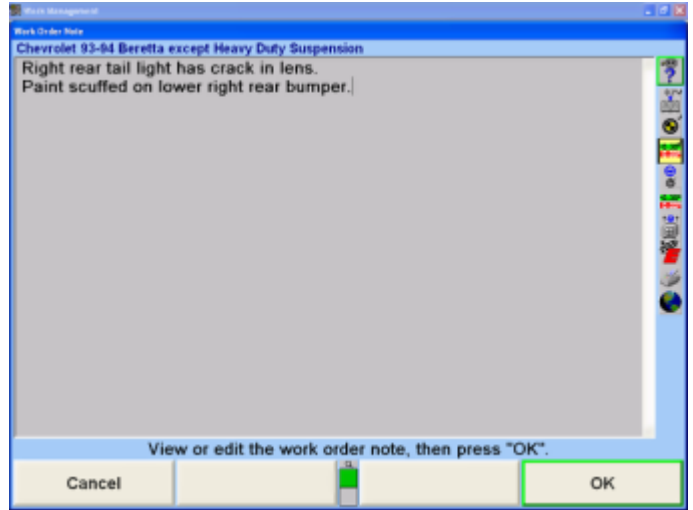 Work Management
Work Order Note
Chevrolet 93-94 Beretta except Heavy Duty Suspension
Right rear tail light has crack in lens.
Paint scuffed on lower right rear bumper.
View or edit the work order note, then press "OK".
Cancel
OK